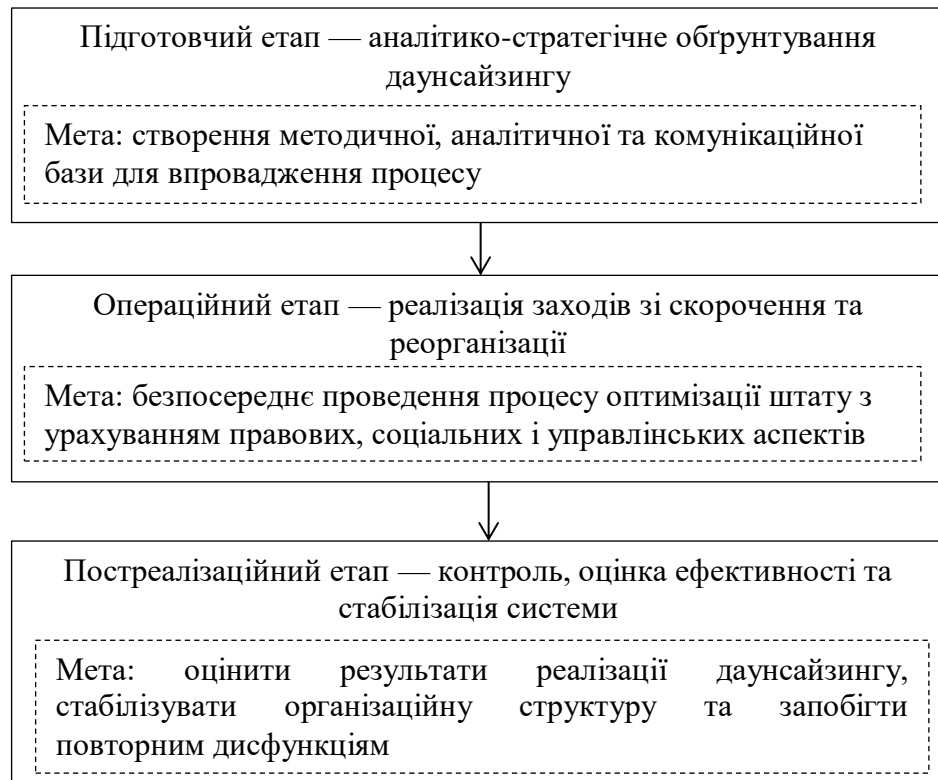 Підготовчий етап — аналітико-стратегічне обґрунтування
даунсайзингу
Мета: створення методичної, аналітичної та комунікаційної
бази для впровадження процесу
Операційний етап — реалізація заходів зі скорочення та
реорганізації
Мета: безпосереднє проведення процесу оптимізації штату з
урахуванням правових, соціальних і управлінських аспектів
Постреалізаційний етап — контроль, оцінка ефективності та
стабілізація системи
Мета: оцінити результати реалізації даунсайзингу,
стабілізувати організаційну структуру та запобігти
повторним дисфункціям